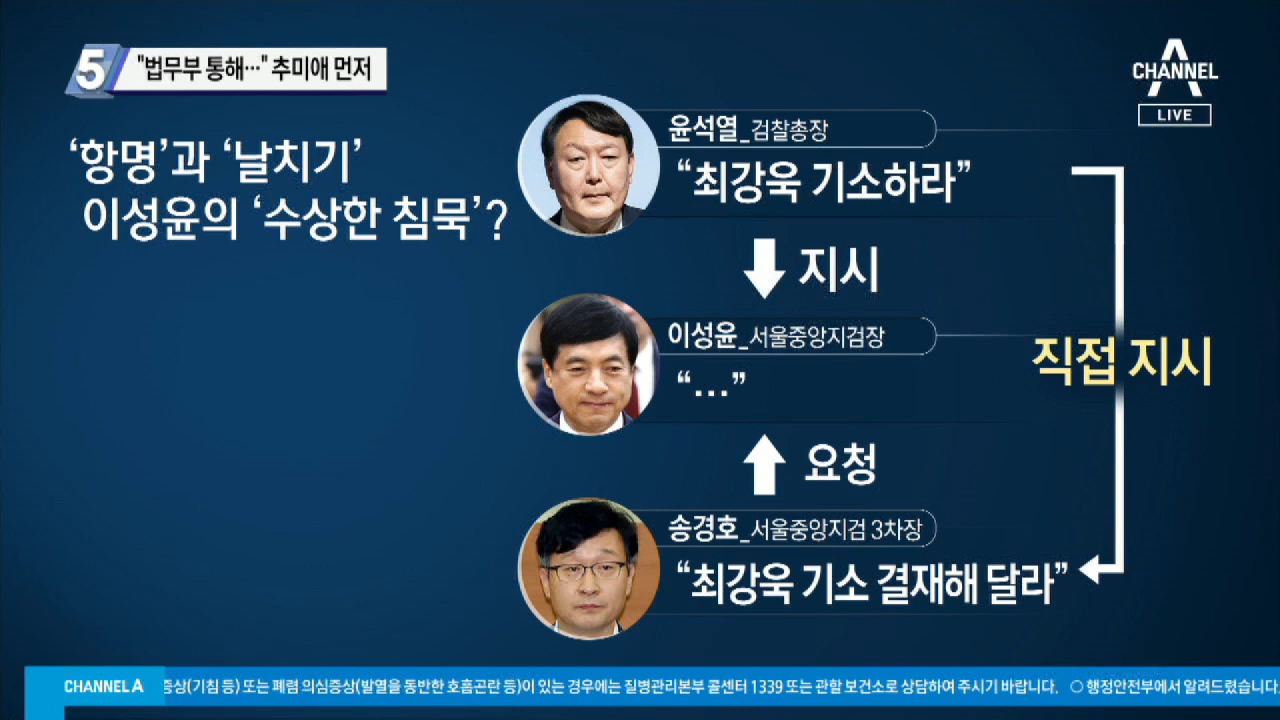 5 "법무부 통해…" 추미애 먼저
CHANNEL A
LIVE
'항명'과 '날치기'
이성윤의 '수상한 침묵'?
윤석열_검찰총장
"최강욱 기소하라"
지시
이성윤_서울중앙지검장
"…"
직접 지시
요청
송경호_서울중앙지검 3차장
"최강욱 기소 결재해 달라"
CHANNEL A 증상(기침 등) 또는 폐렴 의심증상(발열을 동반한 호흡곤란 등)이 있는 경우에는 질병관리본부 콜센터 1339 또는 관할 보건소로 상담하여 주시기 바랍니다. ○ 행정안전부에서 알려드렸습니다.